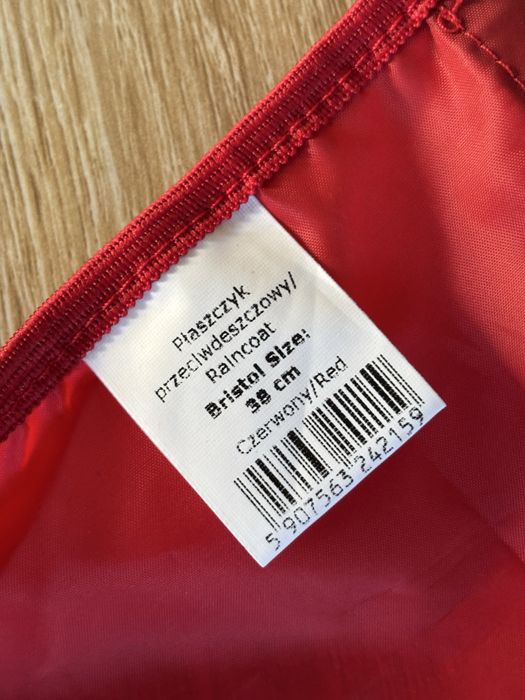 Płaszczyk
przeciwdeszczowy/
Raincoat
Bristol Size:
38 cm
Czerwony/Red
5 907563 242159